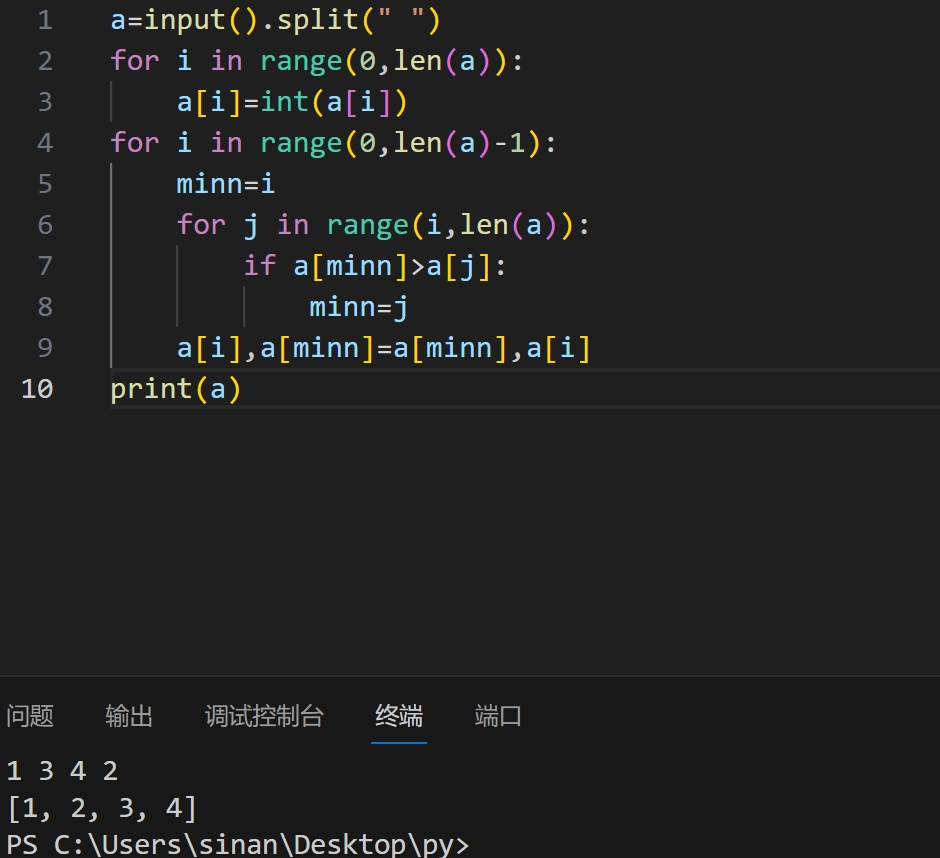 1 a=input().split(" ")
2 for i in range(0,len(a)):
3     a[i]=int(a[i])
4 for i in range(0,len(a)-1):
5     minn=i
6     for j in range(i,len(a)):
7         if a[minn]>a[j]:
8             minn=j
9     a[i],a[minn]=a[minn],a[i]
10 print(a)
问题 输出 调试控制台 终端 端口
1 3 4 2
[1, 2, 3, 4]
PS C:\Users\sinan\Desktop\py>